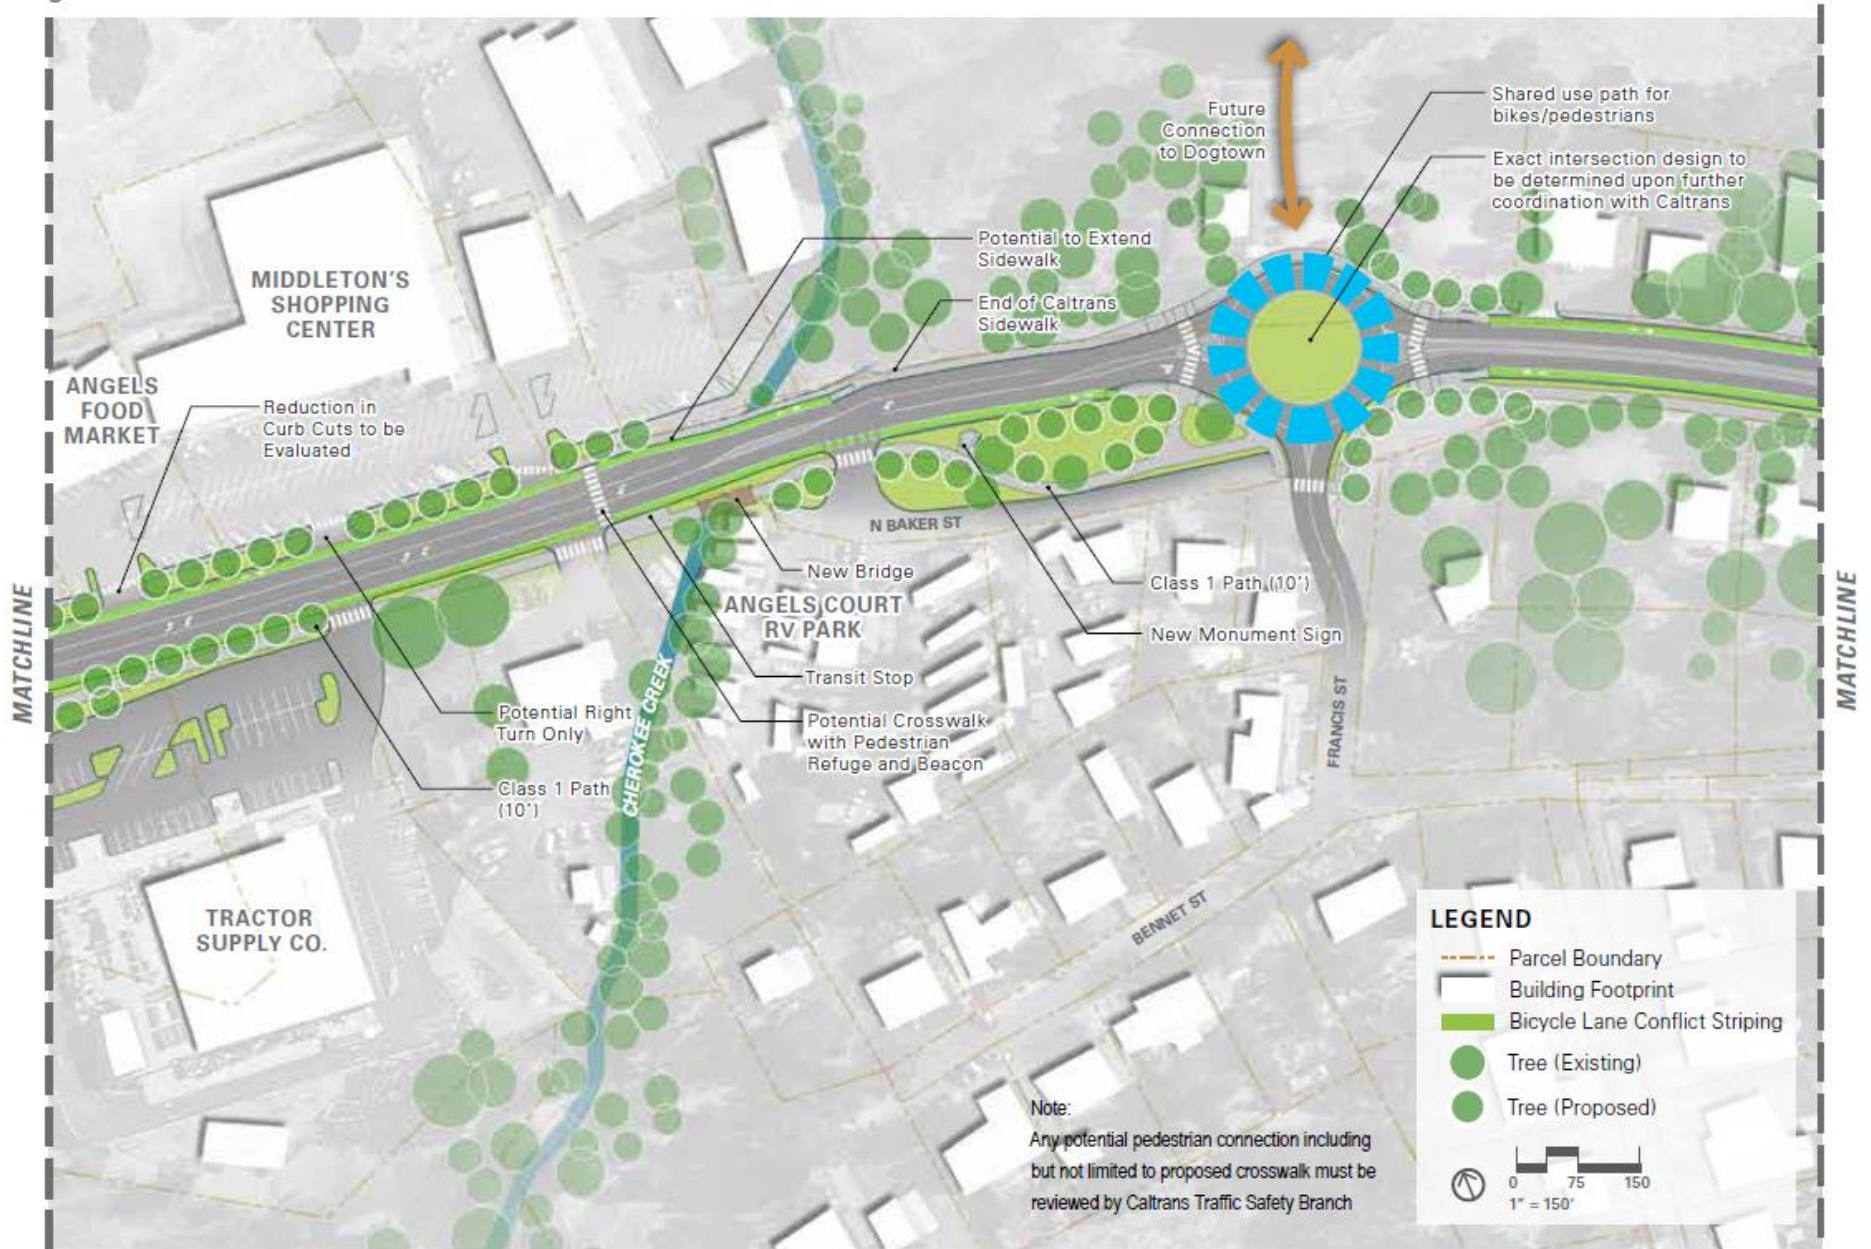 Future
Connection
to Dogtown
Shared use path for
bikes/pedestrians
Exact intersection design to
be determined upon further
coordination with Caltrans
Potential to Extend
Sidewalk
End of Caltrans
Sidewalk
MIDDLETON'S
SHOPPING
CENTER
ANGELS
FOOD
MARKET
Reduction in
Curb Cuts to be
Evaluated
N BAKER ST
New Bridge
Class 1 Path (10')
ANGELS COURT
RV PARK
New Monument Sign
MATCHLINE
MATCHLINE
Transit Stop
Potential Right
Turn Only
Potential Crosswalk
with Pedestrian
Refuge and Beacon
CHEROKEE CREEK
FRANCIS ST
Class 1 Path
(10')
TRACTOR
SUPPLY CO.
BENNET ST
LEGEND
Parcel Boundary
Building Footprint
Bicycle Lane Conflict Striping
Tree (Existing)
Tree (Proposed)
0 75 150
1" = 150'
Note:
Any potential pedestrian connection including
but not limited to proposed crosswalk must be
reviewed by Caltrans Traffic Safety Branch